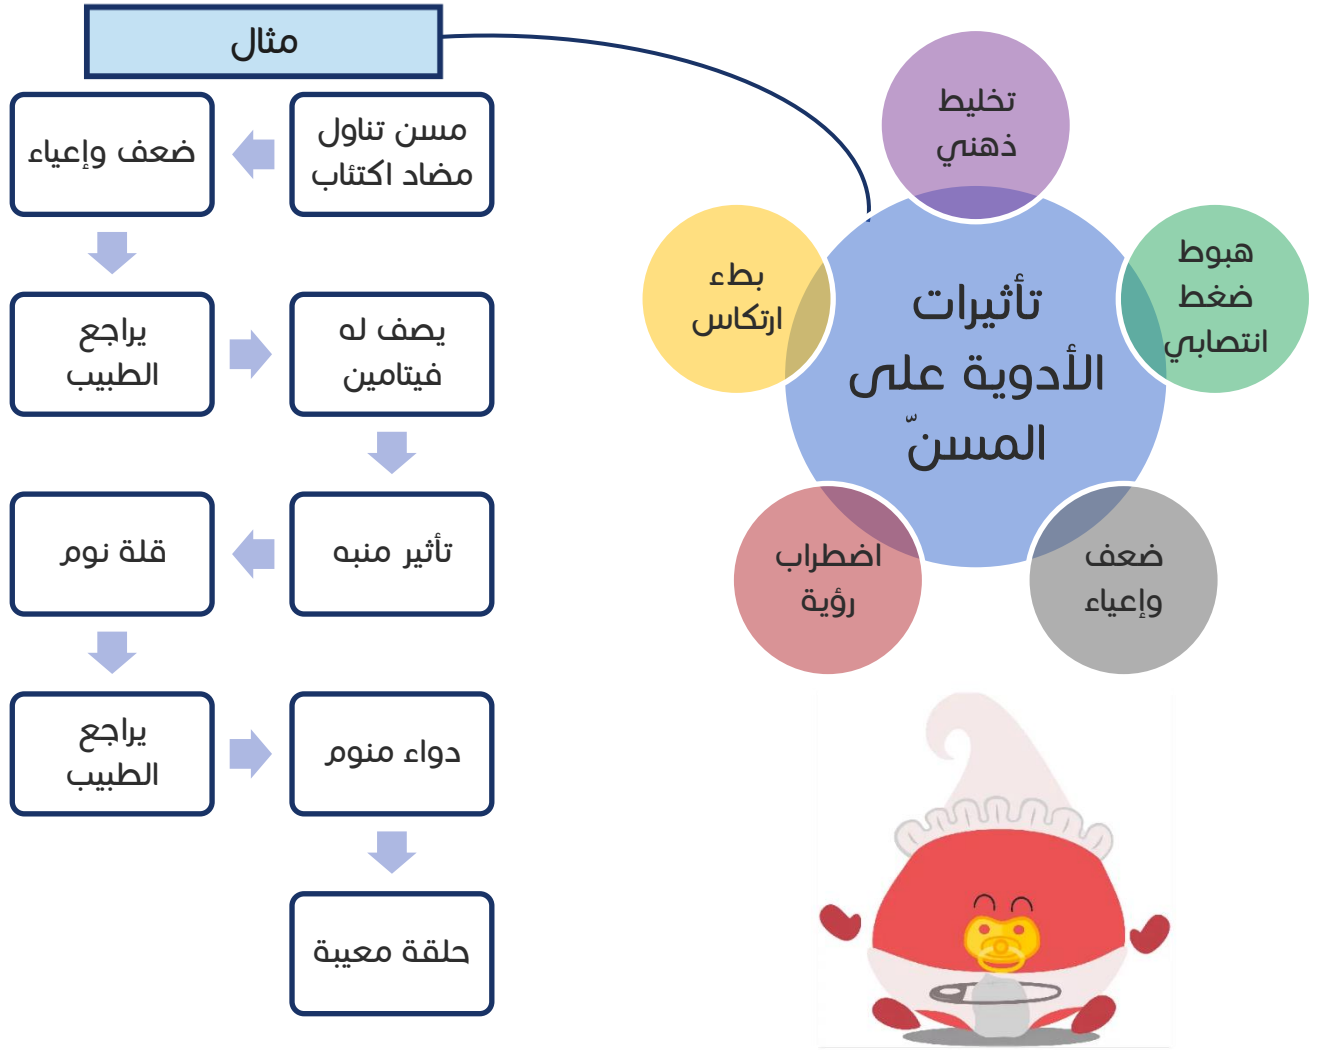 مثال
مسن تناول
مضاد اكتئاب
ضعف وإعياء
يراجع
الطبيب
يصف له
فيتامين
تأثير منبه
قلة نوم
يراجع
الطبيب
دواء منوم
حلقة معيبة
تأثيرات
الأدوية على
المسنّ
تخليط
ذهني
هبوط
ضغط
انتصابي
ضعف
وإعياء
اضطراب
رؤية
بطء
ارتكاس